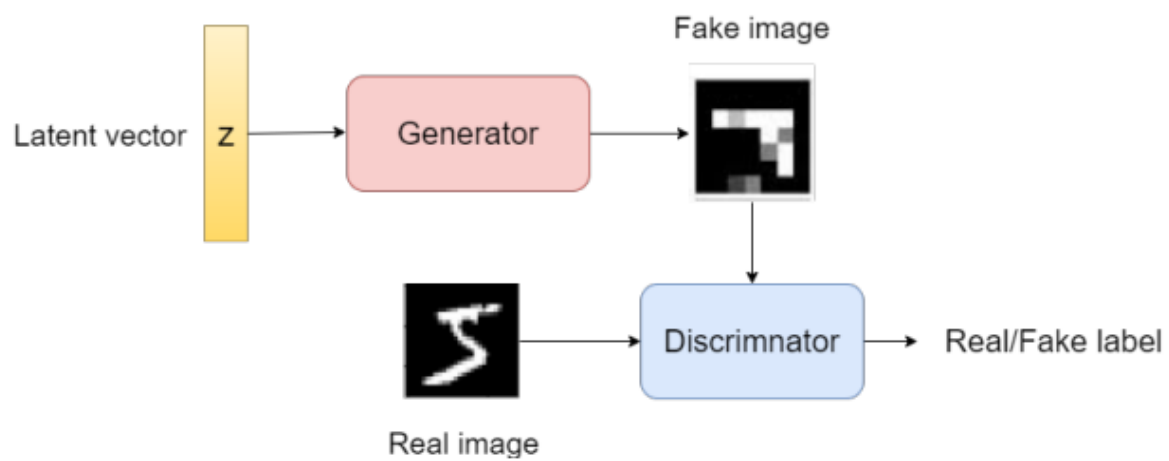 Fake image
Latent vector
z
Generator
Discrimnator
Real/Fake label
Real image